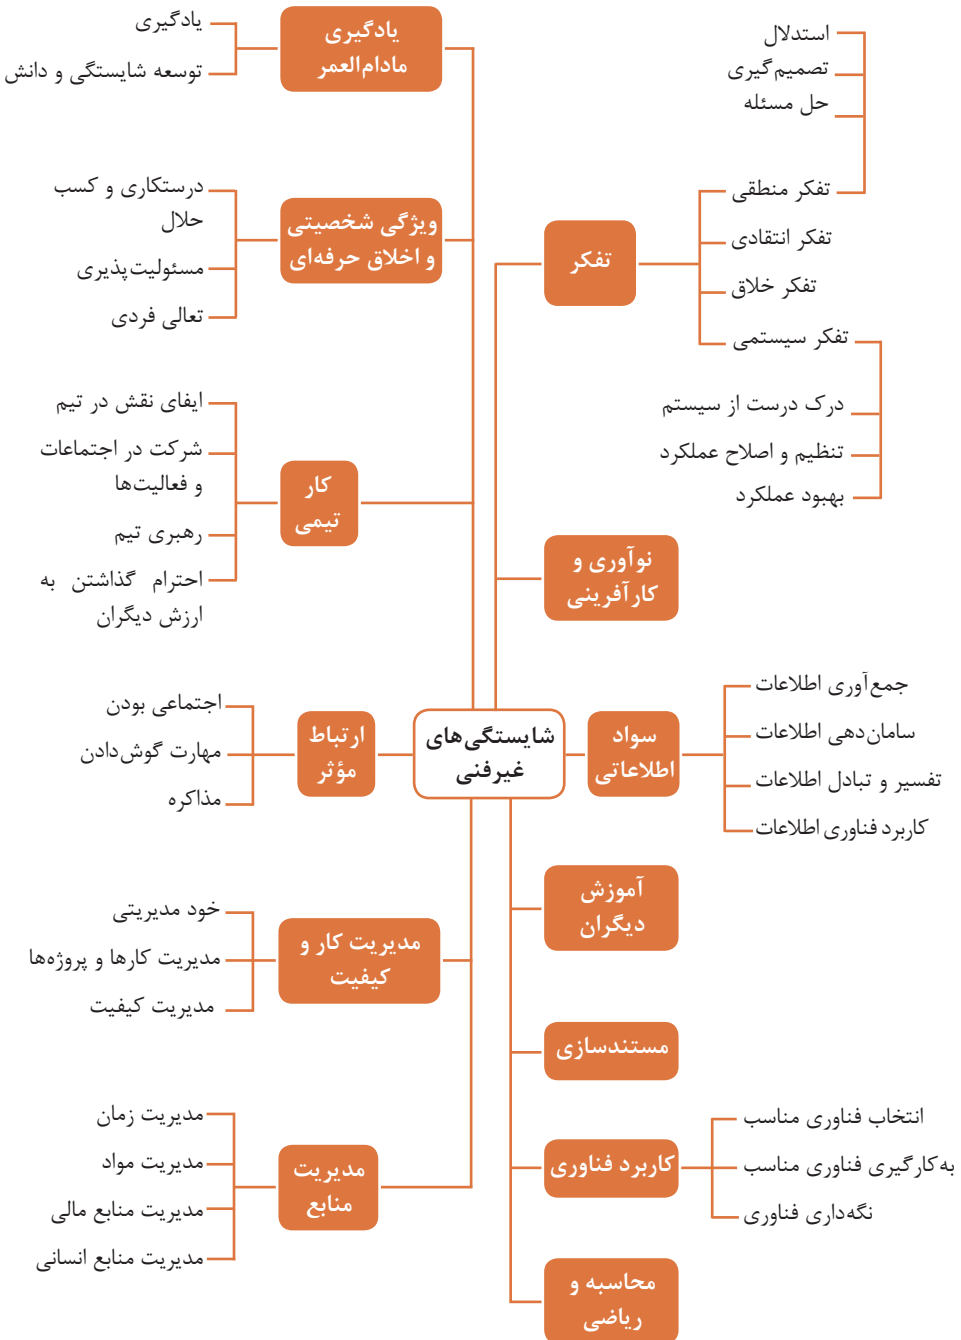 شایستگی‌های
غیرفنی
تفکر
استدلال
تصمیم‌گیری
حل مسئله
تفکر منطقی
تفکر انتقادی
تفکر خلاق
تفکر سیستمی
درک درست از سیستم
تنظیم و اصلاح عملکرد
بهبود عملکرد
نوآوری و
کارآفرینی
سواد
اطلاعاتی
جمع‌آوری اطلاعات
سامان‌دهی اطلاعات
تفسیر و تبادل اطلاعات
کاربرد فناوری اطلاعات
آموزش
دیگران
مستندسازی
کاربرد فناوری
انتخاب فناوری مناسب
به‌کارگیری فناوری مناسب
نگه‌داری فناوری
محاسبه و
ریاضی
یادگیری
مادام‌العمر
یادگیری
توسعه شایستگی و دانش
ویژگی شخصیتی
و اخلاق حرفه‌ای
درستکاری و کسب
حلال
مسئولیت‌پذیری
تعالی فردی
کار
تیمی
ایفای نقش در تیم
شرکت در اجتماعات
و فعالیت‌ها
رهبری تیم
احترام گذاشتن به
ارزش دیگران
ارتباط
مؤثر
اجتماعی بودن
مهارت گوش‌دادن
مذاکره
مدیریت کار و
کیفیت
خود مدیریتی
مدیریت کارها و پروژه‌ها
مدیریت کیفیت
مدیریت
منابع
مدیریت زمان
مدیریت مواد
مدیریت منابع مالی
مدیریت منابع انسانی